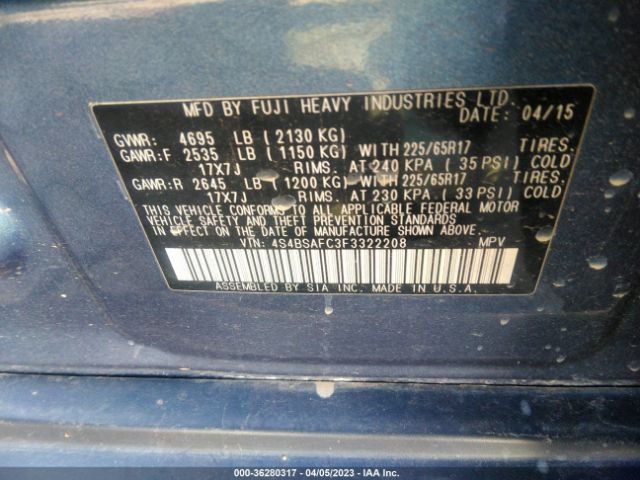 MFD BY FUJI HEAVY INDUSTRIES LTD.
DATE: 04/15
GVWR: 4695 LB (2130 KG)
GAWR:F 2535 LB (1150 KG) WITH 225/65R17 TIRES.
17X7J RIMS. AT 240 KPA (35 PSI) COLD
GAWR:R 2645 LB (1200 KG) WITH 225/65R17 TIRES.
17X7J RIMS. AT 230 KPA (33 PSI) COLD
THIS VEHICLE CONFORMS TO ALL APPLICABLE FEDERAL MOTOR
VEHICLE SAFETY AND THEFT PREVENTION STANDARDS
IN EFFECT ON THE DATE OF MANUFACTURE SHOWN ABOVE.
VIN: 4S4BSAFC3F3322208 MPV
ASSEMBLED BY SIA INC. MADE IN U.S.A.
000-36280317 - 04/05/2023 - IAA Inc.